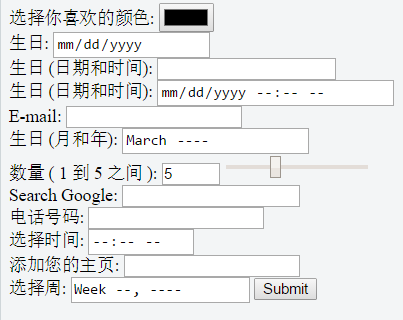 选择你喜欢的颜色:
生日: mm/dd/yyyy
生日 (日期和时间):
生日 (日期和时间): mm/dd/yyyy --:-- --
E-mail:
生日 (月和年): March ----
数量 ( 1 到 5 之间 ): 5
Search Google:
电话号码:
选择时间: --:-- --
添加您的主页:
选择周: Week --, ---- Submit